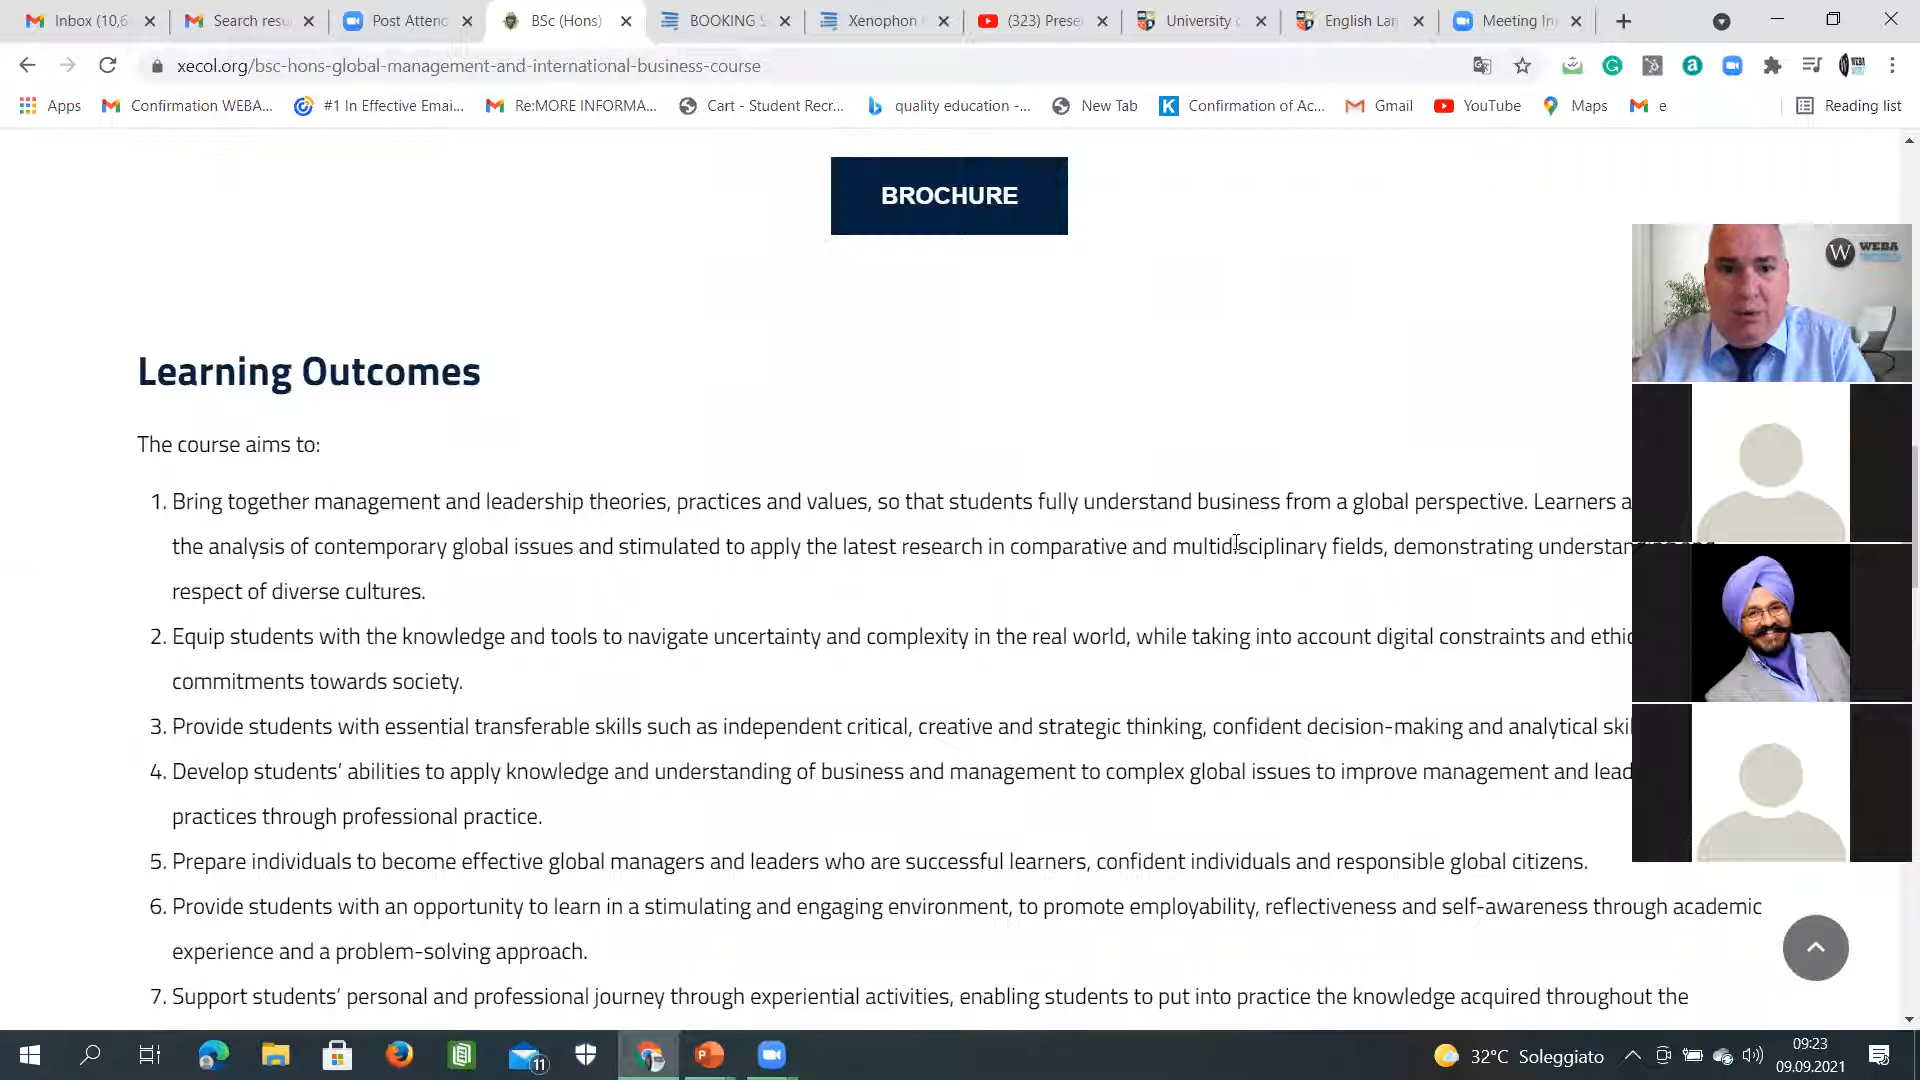 Inbox (10,6
Search resu
Post Attenc
BSc (Hons)
BOOKING S
Xenophon
(323) Prese
University
English Lan
Meeting In
xecol.org/bsc-hons-global-management-and-international-business-course
Apps
Confirmation WEBA...
#1 In Effective Emai...
Re:MORE INFORMA...
Cart - Student Recr...
quality education -...
New Tab
Confirmation of Ac...
Gmail
YouTube
Maps
e
Reading list
BROCHURE
W WEBA
Learning Outcomes
The course aims to:
1. Bring together management and leadership theories, practices and values, so that students fully understand business from a global perspective. Learners a
the analysis of contemporary global issues and stimulated to apply the latest research in comparative and multidisciplinary fields, demonstrating understan
respect of diverse cultures.
2. Equip students with the knowledge and tools to navigate uncertainty and complexity in the real world, while taking into account digital constraints and ethic
commitments towards society.
3. Provide students with essential transferable skills such as independent critical, creative and strategic thinking, confident decision-making and analytical skil
4. Develop students’ abilities to apply knowledge and understanding of business and management to complex global issues to improve management and lead
practices through professional practice.
5. Prepare individuals to become effective global managers and leaders who are successful learners, confident individuals and responsible global citizens.
6. Provide students with an opportunity to learn in a stimulating and engaging environment, to promote employability, reflectiveness and self-awareness through academic
experience and a problem-solving approach.
7. Support students’ personal and professional journey through experiential activities, enabling students to put into practice the knowledge acquired throughout the
11
32°C Soleggiato
09:23
09.09.2021